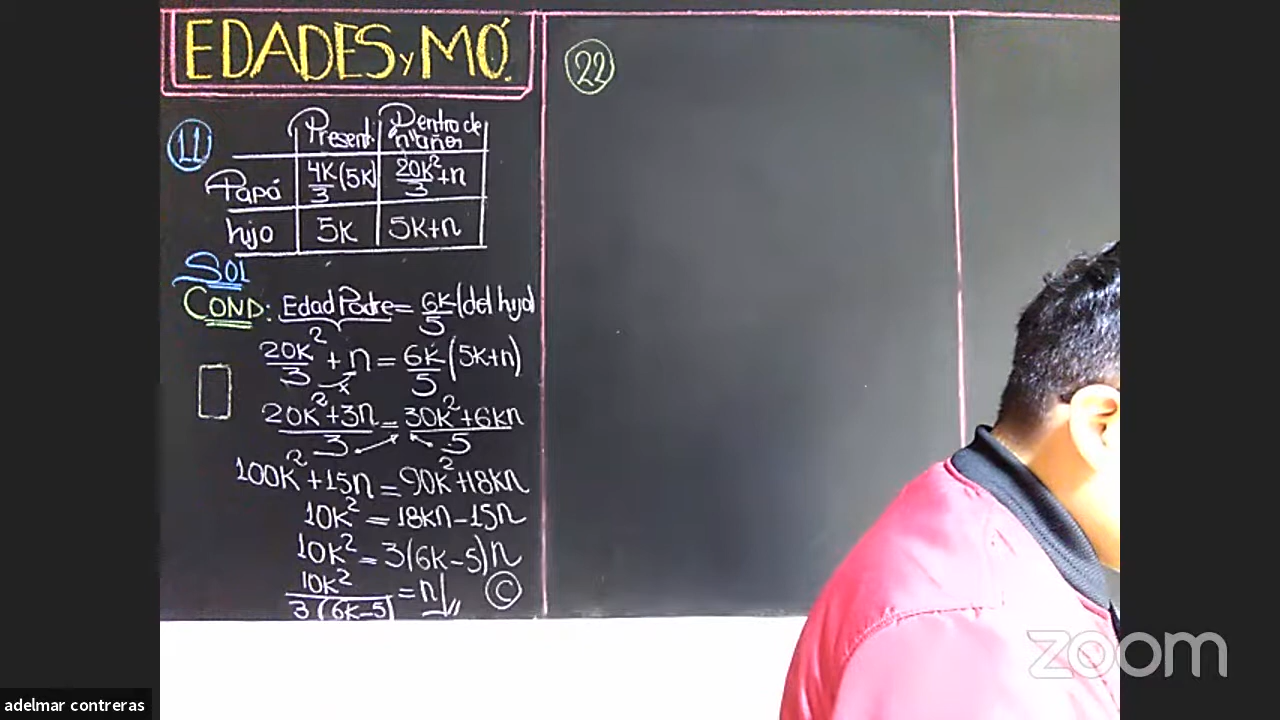 EDADES y MÓ.
11
Present. Dentro de "n" años
Papá 4K/3 (5K) 20K²/3 + n
hijo 5K 5K+n
Sol
COND: Edad Padre = 6K/5 (del hijo)
20K²/3 + n = 6K/5 (5K+n)
20K²+3n/3 = 30K²+6Kn/5
100K²+15n = 90K²+18Kn
10K² = 18Kn-15n
10K² = 3(6K-5)n
10K²/3(6K-5) = n
C
22
zoom
adelmar contreras